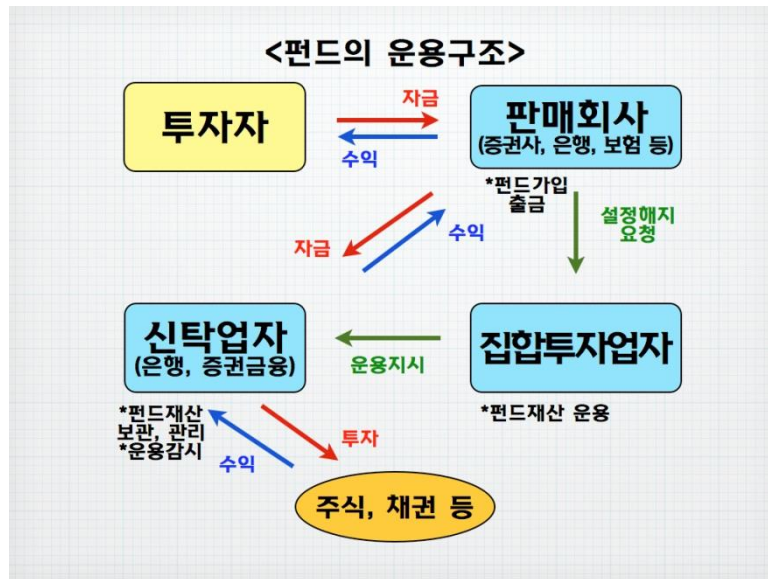 <펀드의 운용구조>
투자자
자금
수익
판매회사
(증권사, 은행, 보험 등)
*펀드가입
출금
설정해지
요청
자금
수익
신탁업자
(은행, 증권금융)
운용지시
집합투자업자
*펀드재산
보관, 관리
*운용감시
*펀드재산 운용
투자
수익
주식, 채권 등